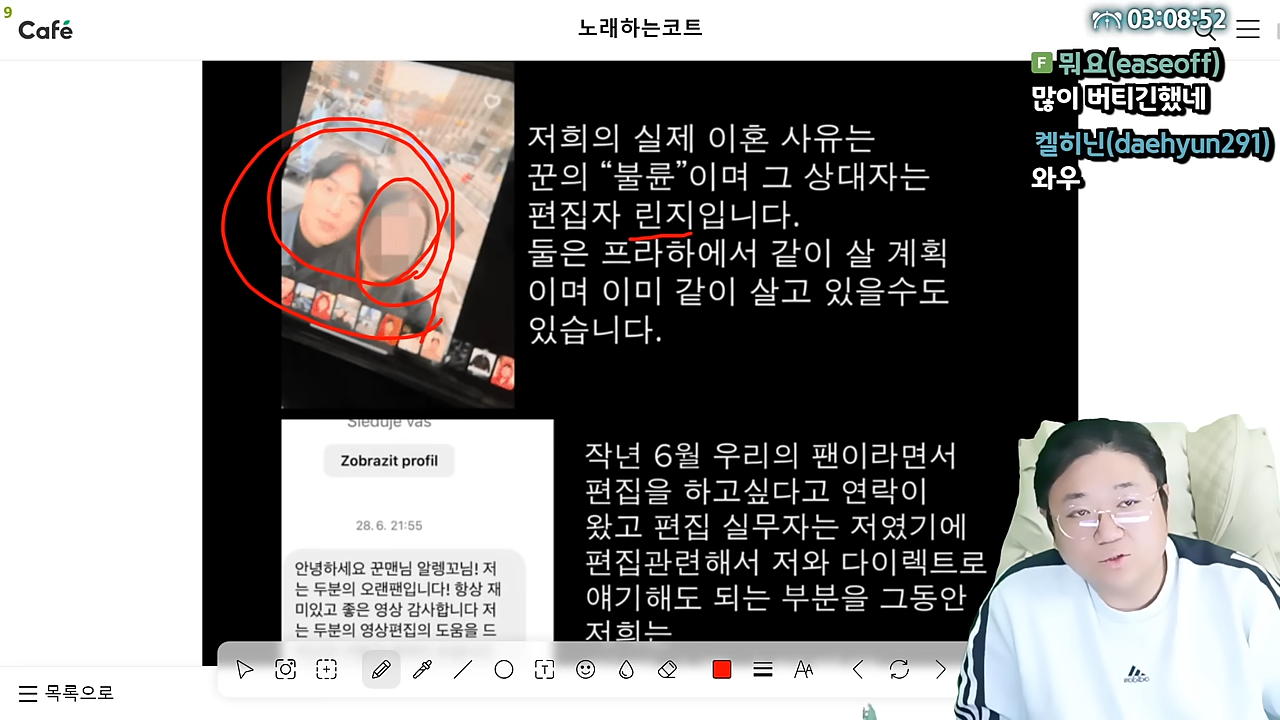 9
Café
노래하는코트
03:08:52
F 뭐요(easeoff)
많이 버티긴했네
켈히닌(daehyun291)
와우
저희의 실제 이혼 사유는
꾼의 “불륜”이며 그 상대자는
편집자 린지입니다.
둘은 프라하에서 같이 살 계획
이며 이미 같이 살고 있을수도
있습니다.
Sleduje vás
Zobrazit profil
28. 6. 21:55
안녕하세요 꾼맨님 알렝꼬님! 저
는 두분의 오랜팬입니다! 항상 재
미있고 좋은 영상 감사합니다 저
는 두분의 영상편집의 도움을 드
작년 6월 우리의 팬이라면서
편집을 하고싶다고 연락이
왔고 편집 실무자는 저였기에
편집관련해서 저와 다이렉트로
얘기해도 되는 부분을 그동안
저희는
T
AA
목록으로
adidas